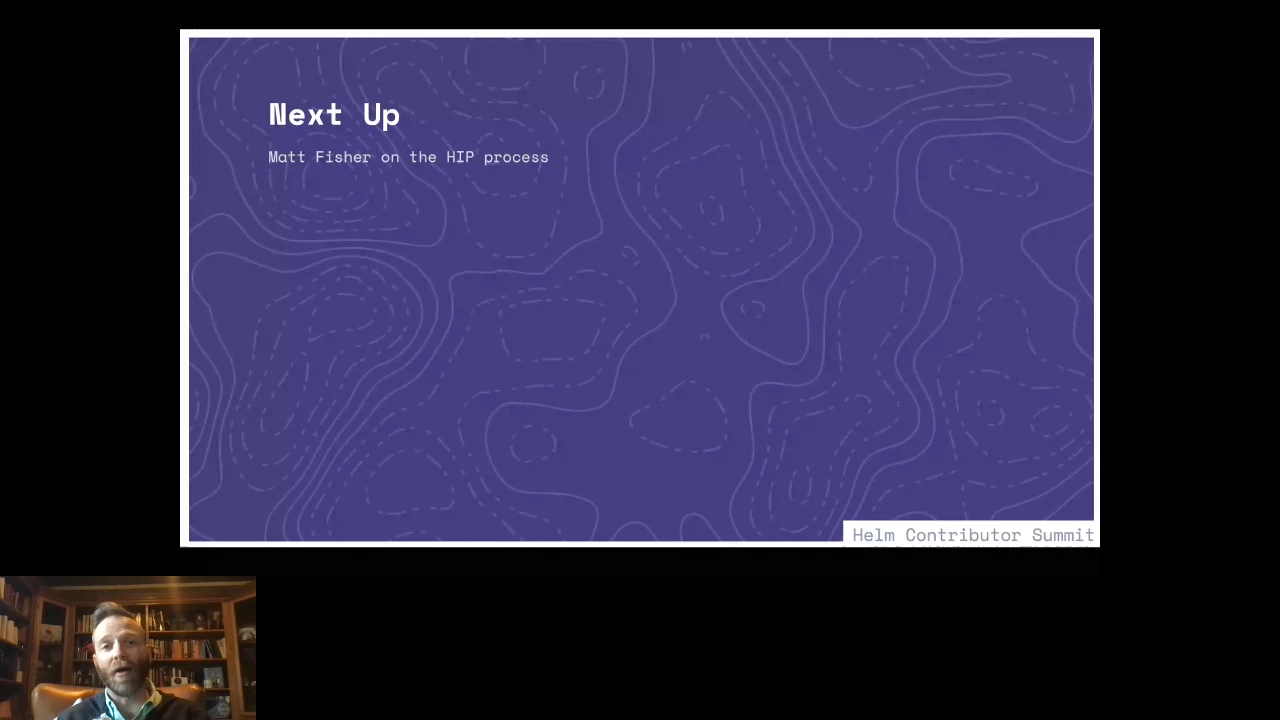 Next Up
Matt Fisher on the HIP process
Helm Contributor Summit